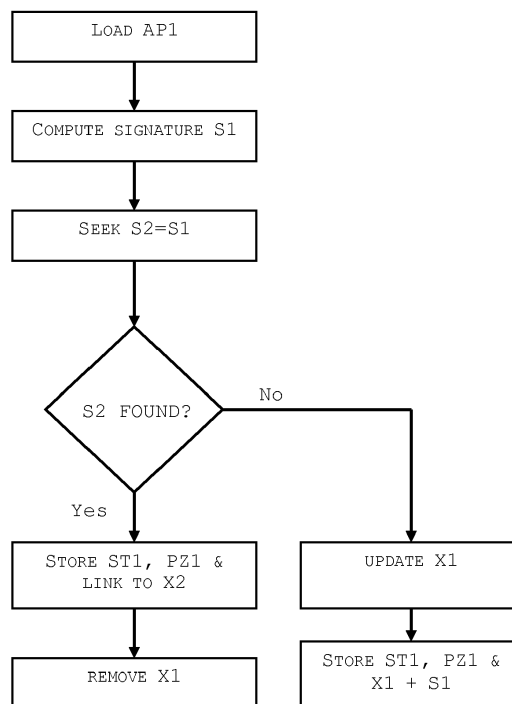 LOAD AP1
COMPUTE SIGNATURE S1
SEEK S2=S1
S2 FOUND?
No
Yes
STORE ST1, PZ1 &
LINK TO X2
UPDATE X1
REMOVE X1
STORE ST1, PZ1 &
X1 + S1